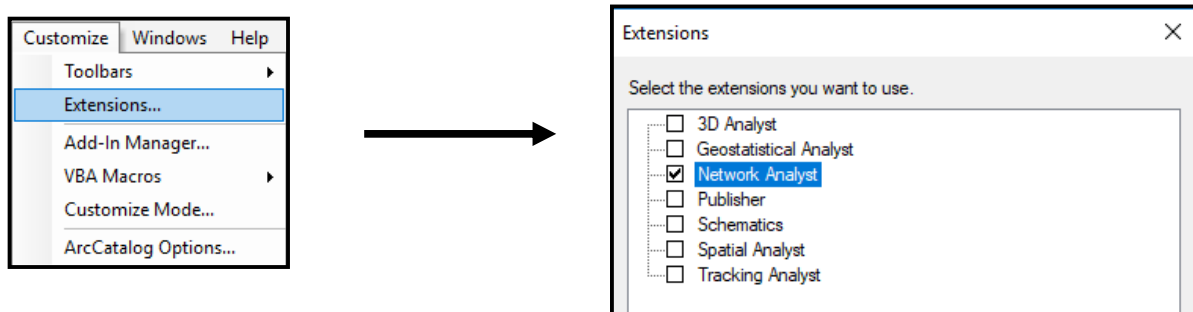 Customize Windows Help
Toolbars
Extensions...
Add-In Manager...
VBA Macros
Customize Mode...
ArcCatalog Options...
Extensions
Select the extensions you want to use.
3D Analyst
Geostatistical Analyst
Network Analyst
Publisher
Schematics
Spatial Analyst
Tracking Analyst